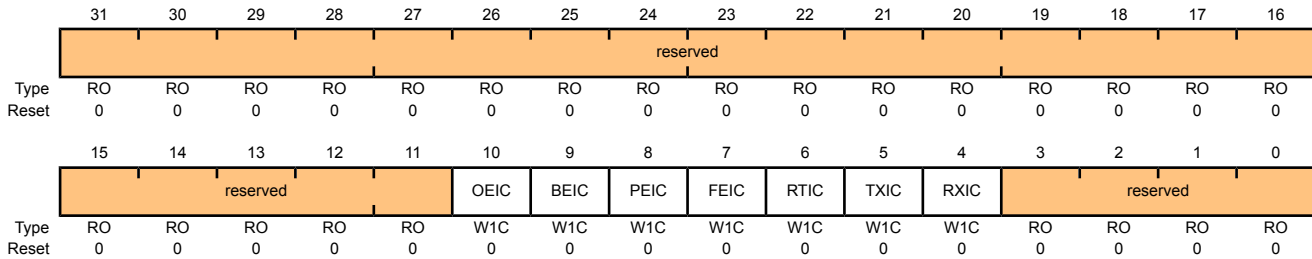 31 30 29 28 27 26 25 24 23 22 21 20 19 18 17 16
reserved
Type RO RO RO RO RO RO RO RO RO RO RO RO RO RO RO RO
Reset 0 0 0 0 0 0 0 0 0 0 0 0 0 0 0 0
15 14 13 12 11 10 9 8 7 6 5 4 3 2 1 0
reserved OEIC BEIC PEIC FEIC RTIC TXIC RXIC reserved
Type RO RO RO RO RO W1C W1C W1C W1C W1C W1C W1C RO RO RO RO
Reset 0 0 0 0 0 0 0 0 0 0 0 0 0 0 0 0